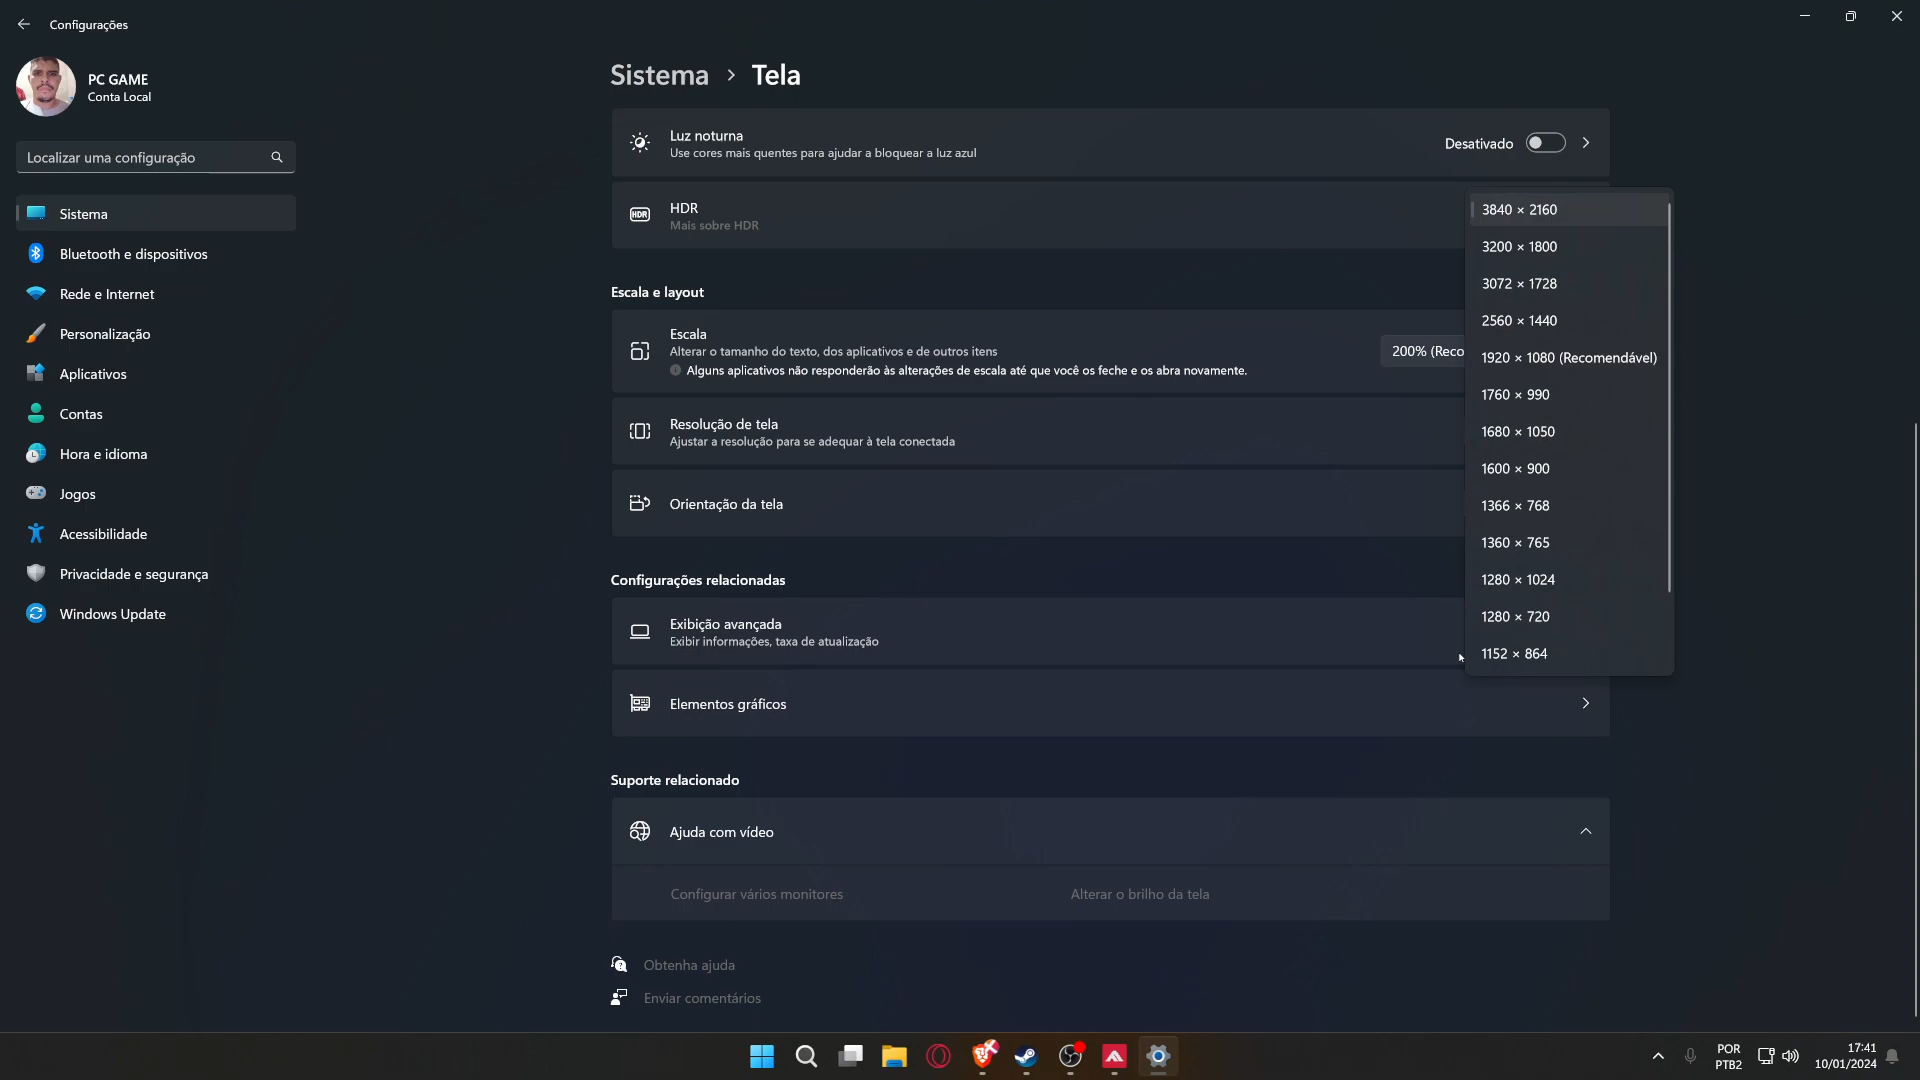 Configurações
PC GAME
Conta Local
Localizar uma configuração
Sistema
Bluetooth e dispositivos
Rede e Internet
Personalização
Aplicativos
Contas
Hora e idioma
Jogos
Acessibilidade
Privacidade e segurança
Windows Update
Sistema > Tela
Luz noturna
Use cores mais quentes para ajudar a bloquear a luz azul
Desativado
HDR
HDR
Mais sobre HDR
Escala e layout
Escala
Alterar o tamanho do texto, dos aplicativos e de outros itens
Alguns aplicativos não responderão às alterações de escala até que você os feche e os abra novamente.
200% (Reco
Resolução de tela
Ajustar a resolução para se adequar à tela conectada
Orientação da tela
3840 × 2160
3200 × 1800
3072 × 1728
2560 × 1440
1920 × 1080 (Recomendável)
1760 × 990
1680 × 1050
1600 × 900
1366 × 768
1360 × 765
1280 × 1024
1280 × 720
1152 × 864
Configurações relacionadas
Exibição avançada
Exibir informações, taxa de atualização
Elementos gráficos
Suporte relacionado
Ajuda com vídeo
Configurar vários monitores
Alterar o brilho da tela
Obtenha ajuda
Enviar comentários
POR
PTB2
17:41
10/01/2024